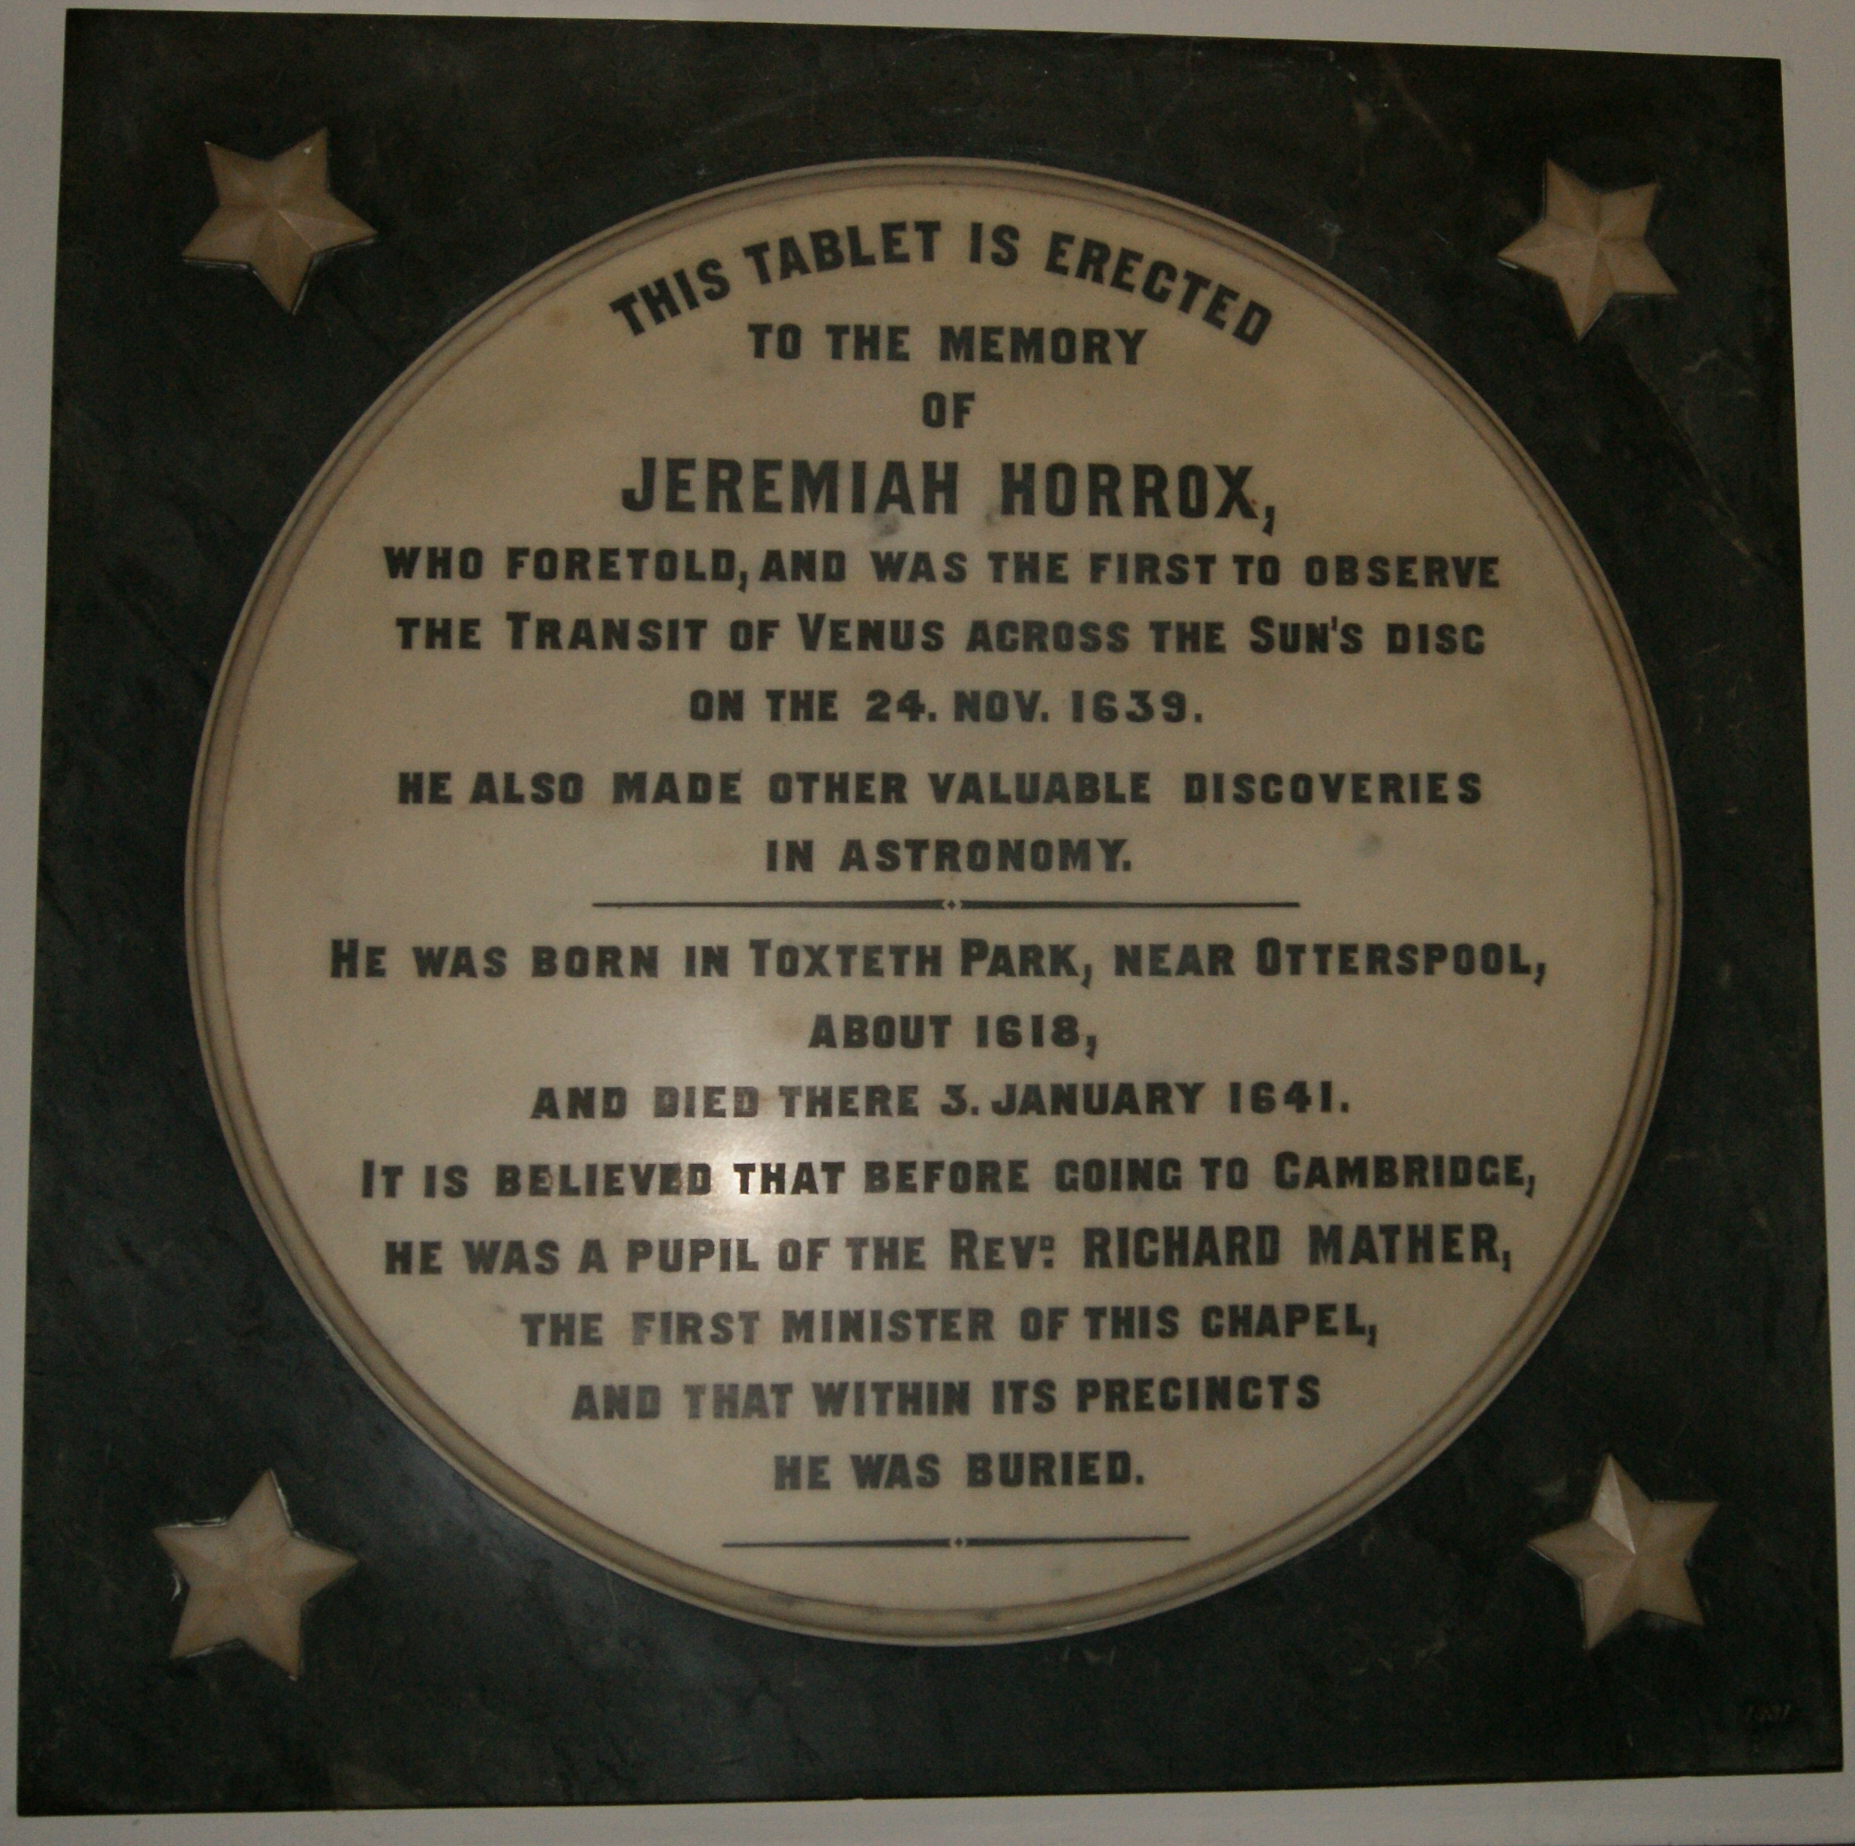 THIS TABLET IS ERECTED
TO THE MEMORY
OF
JEREMIAH HORROX,
WHO FORETOLD, AND WAS THE FIRST TO OBSERVE
THE TRANSIT OF VENUS ACROSS THE SUN'S DISC
ON THE 24. NOV. 1639.
HE ALSO MADE OTHER VALUABLE DISCOVERIES
IN ASTRONOMY.
HE WAS BORN IN TOXTETH PARK, NEAR OTTERSPOOL,
ABOUT 1618,
AND DIED THERE 3. JANUARY 1641.
IT IS BELIEVED THAT BEFORE GOING TO CAMBRIDGE,
HE WAS A PUPIL OF THE REVD: RICHARD MATHER,
THE FIRST MINISTER OF THIS CHAPEL,
AND THAT WITHIN ITS PRECINCTS
HE WAS BURIED.